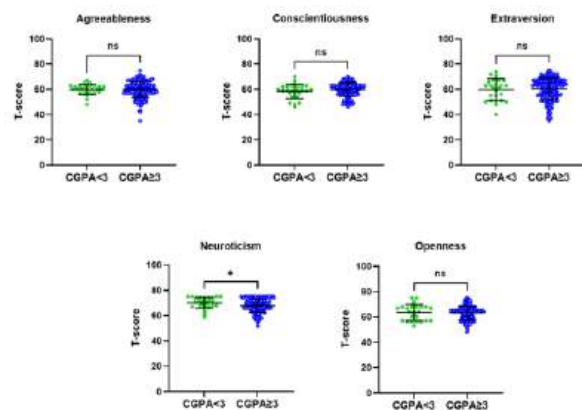 Agreeableness
ns
100
80
60
40
20
0
T-score
CGPA<3 CGPA≥3
Conscientiousness
ns
100
80
60
40
20
0
T-score
CGPA<3 CGPA≥3
Extraversion
ns
100
80
60
40
20
0
T-score
CGPA<3 CGPA≥3
Neuroticism
*
100
80
60
40
20
0
T-score
CGPA<3 CGPA≥3
Openness
ns
100
80
60
40
20
0
T-score
CGPA<3 CGPA≥3